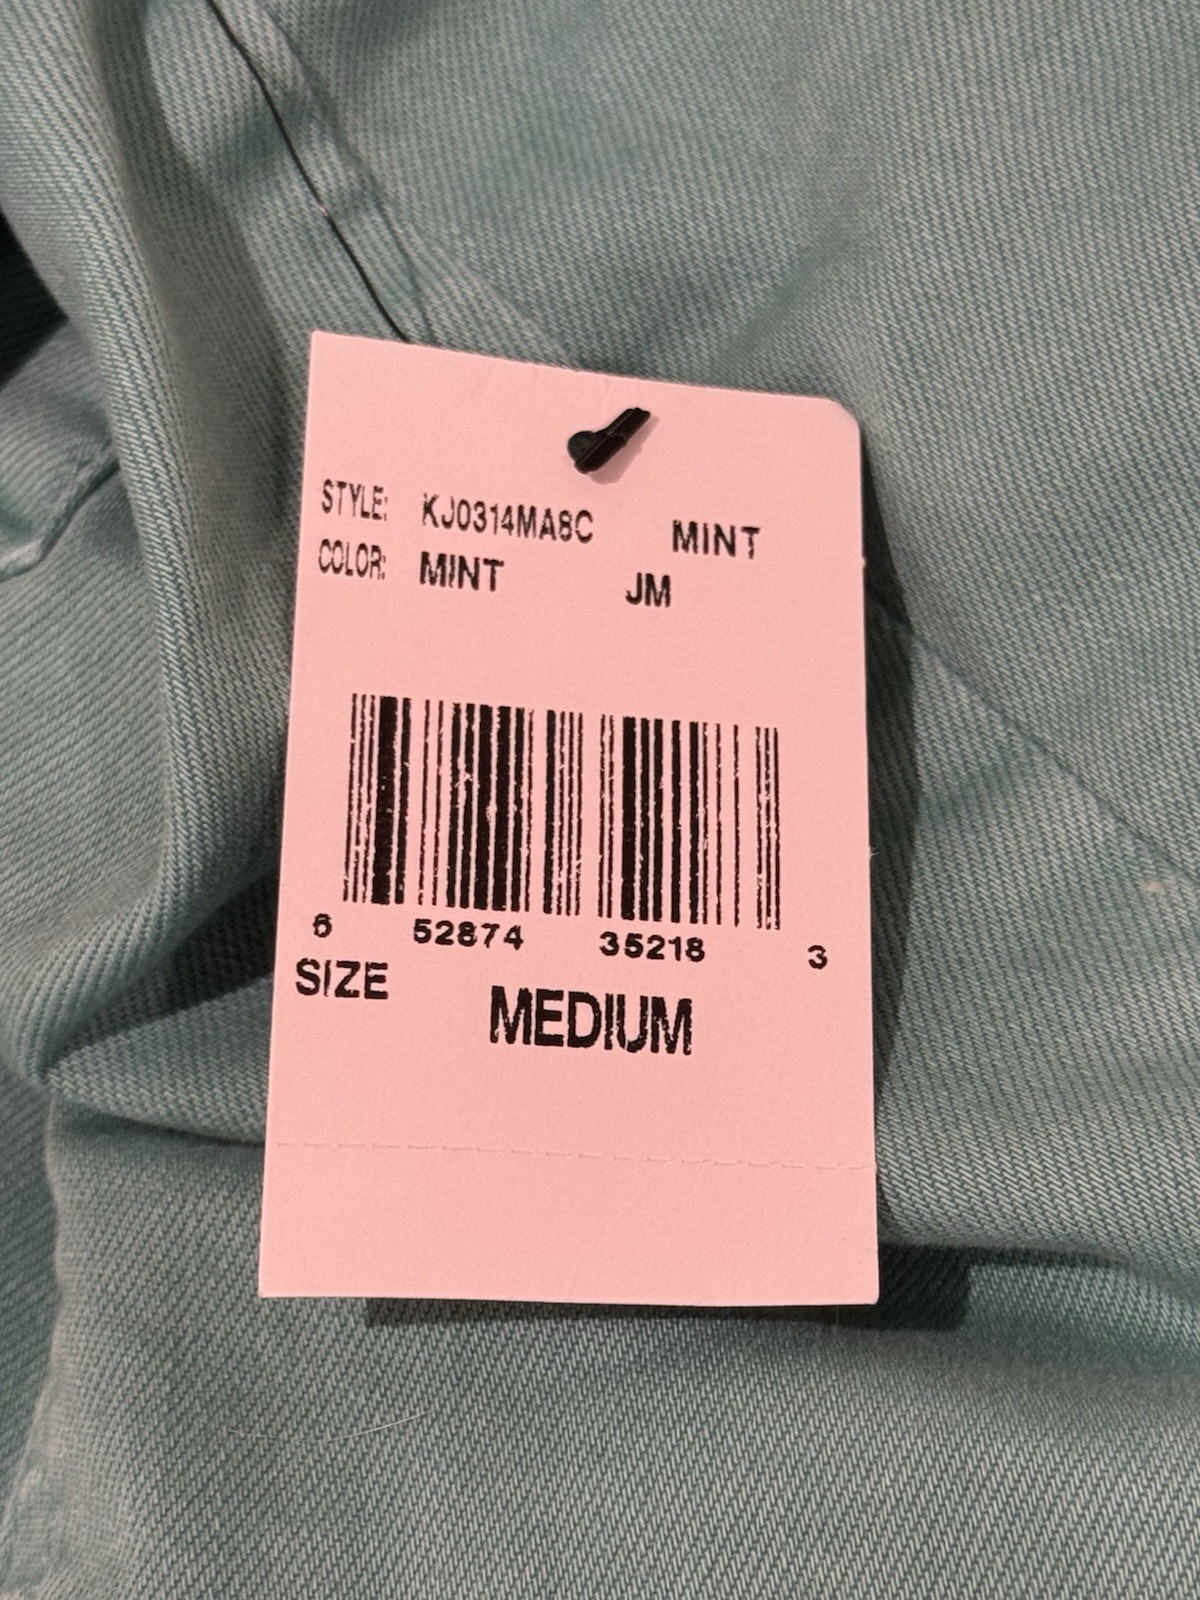 STYLE: KJ0314MA8C MINT
COLOR: MINT JM
6 52874 35218 3
SIZE MEDIUM